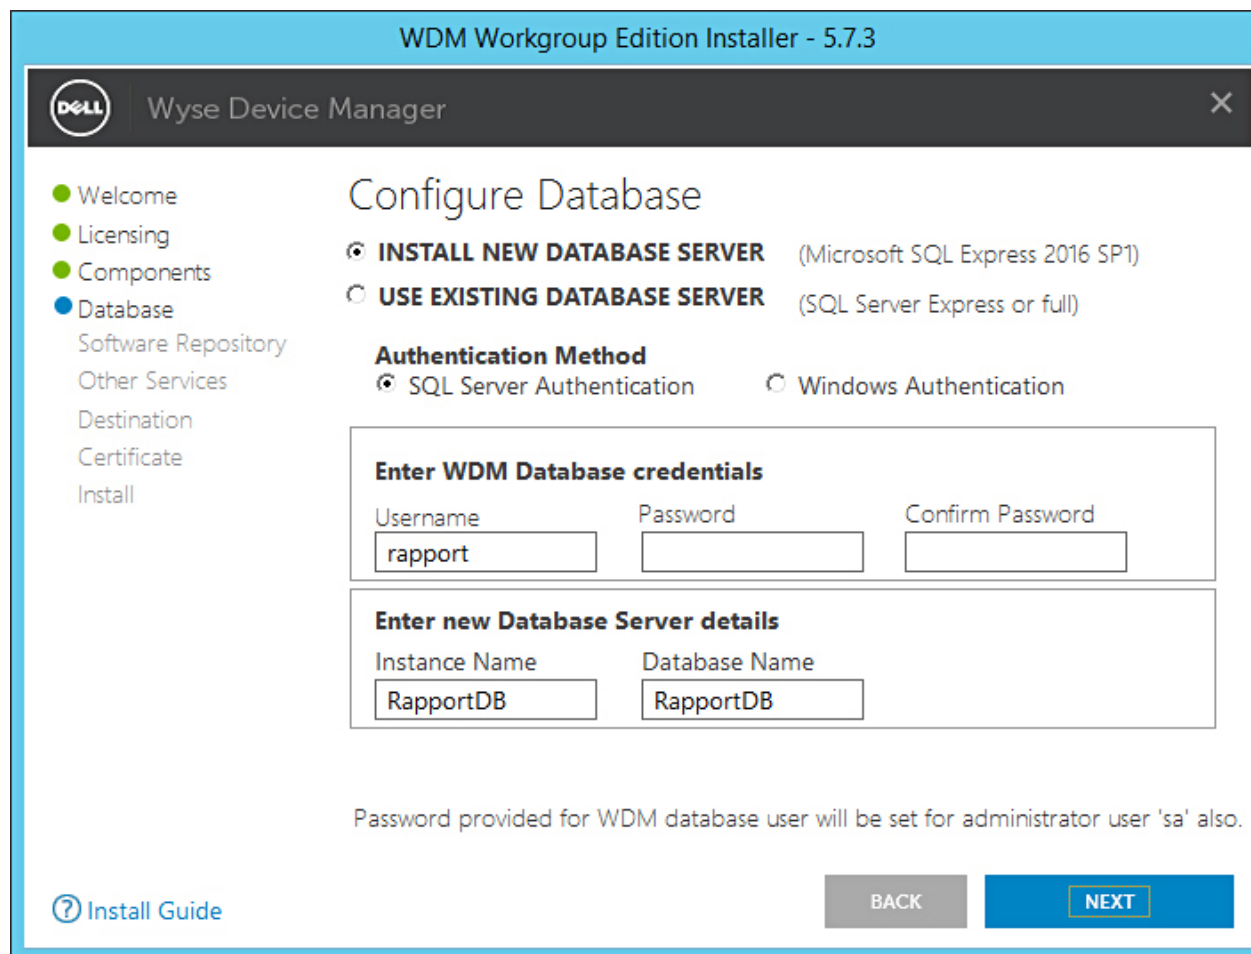 WDM Workgroup Edition Installer - 5.7.3
DELL Wyse Device Manager
Welcome
Licensing
Components
Database
Software Repository
Other Services
Destination
Certificate
Install
Configure Database
INSTALL NEW DATABASE SERVER (Microsoft SQL Express 2016 SP1)
USE EXISTING DATABASE SERVER (SQL Server Express or full)
Authentication Method
SQL Server Authentication Windows Authentication
Enter WDM Database credentials
Username Password Confirm Password
rapport
Enter new Database Server details
Instance Name Database Name
RapportDB RapportDB
Password provided for WDM database user will be set for administrator user 'sa' also.
? Install Guide
BACK NEXT